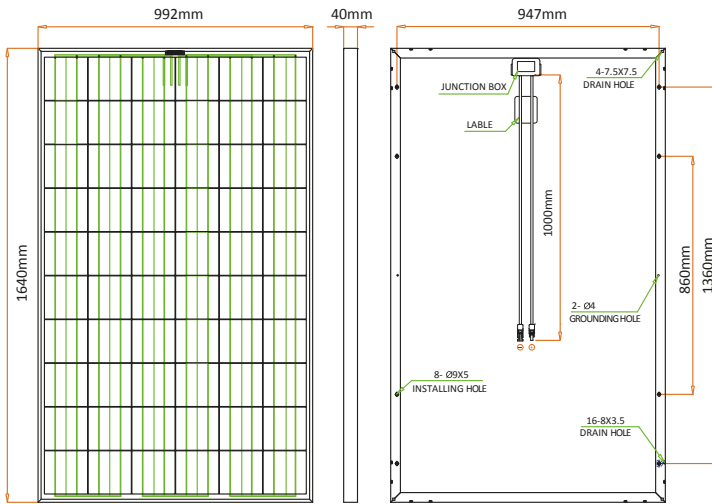 992mm
40mm
947mm
1640mm
4-7.5X7.5
DRAIN HOLE
JUNCTION BOX
LABLE
1000mm
860mm
1360mm
2- Ø4
GROUNDING HOLE
8- Ø9X5
INSTALLING HOLE
16-8X3.5
DRAIN HOLE